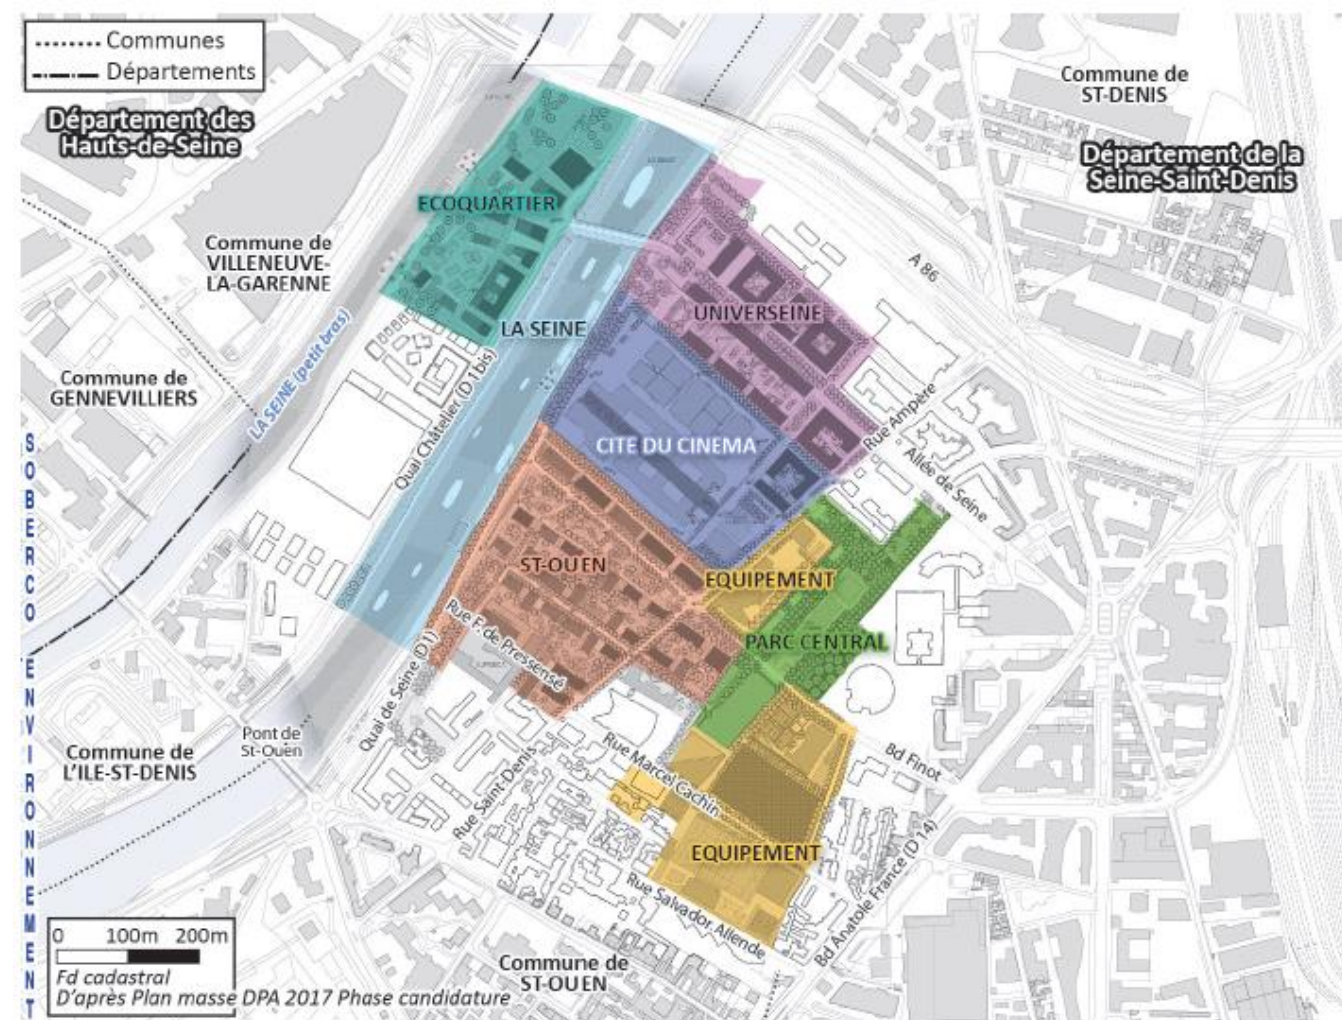 Communes
Départements
Département des
Hauts-de-Seine
Commune de
ST-DENIS
Département de la
Seine-Saint-Denis
ECOQUARTIER
Commune de
VILLENEUVE-
LA-GARENNE
A 86
UNIVERSEINE
LA SEINE
LA SEINE (petit bras)
Commune de
GENNEVILLIERS
Quai Châtelier (D 1bis)
Rue Ampère
CITE DU CINEMA
Allée de Seine
SOBERCO ENVIRONNEMENT
ST-OUEN
EQUIPEMENT
Rue F. de Pressensé
PARC CENTRAL
Quai de Seine (D1)
Pont de
St-Ouen
Commune de
L'ILE-ST-DENIS
Rue Marcel Cachin
Bd Finot
Rue Saint-Denis
EQUIPEMENT
Rue Salvador Allende
Bd Anatole France (D 14)
0 100m 200m
Fd cadastral
D'après Plan masse DPA 2017 Phase candidature
Commune de
ST-OUEN